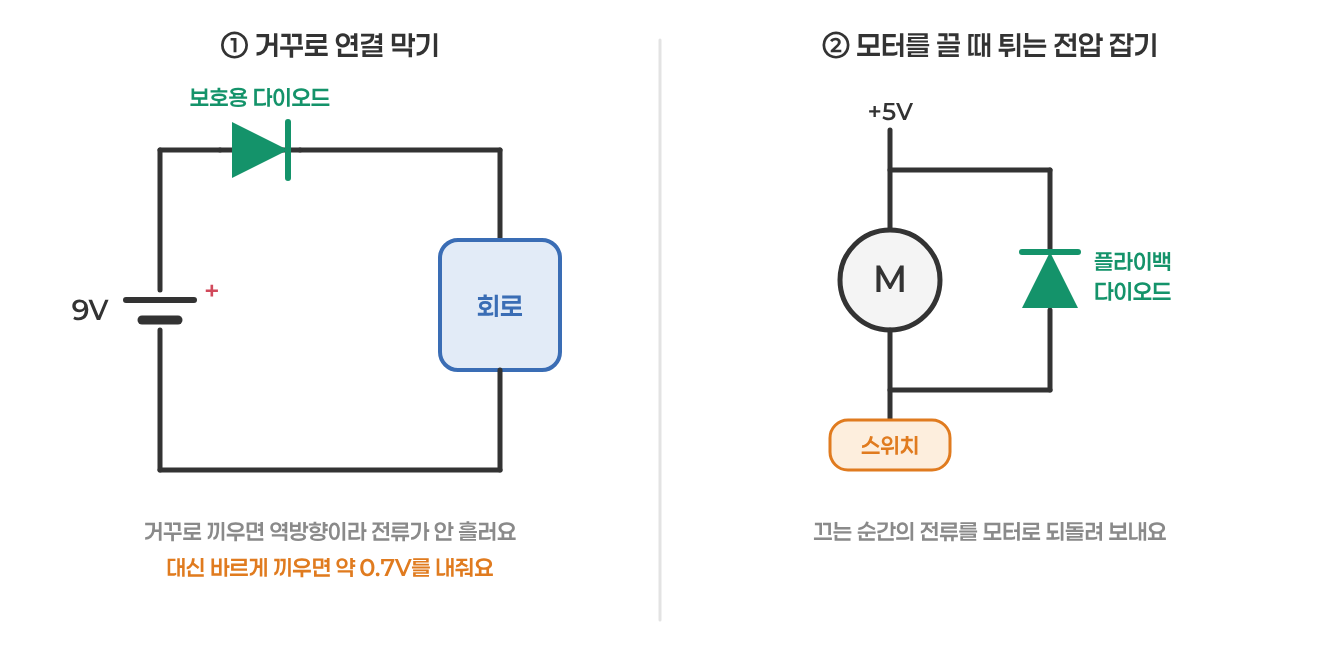 ① 거꾸로 연결 막기
보호용 다이오드
9V
+
회로
거꾸로 끼우면 역방향이라 전류가 안 흘러요
대신 바르게 끼우면 약 0.7V를 내줘요
② 모터를 끌 때 튀는 전압 잡기
+5V
M
플라이백
다이오드
스위치
끄는 순간의 전류를 모터로 되돌려 보내요